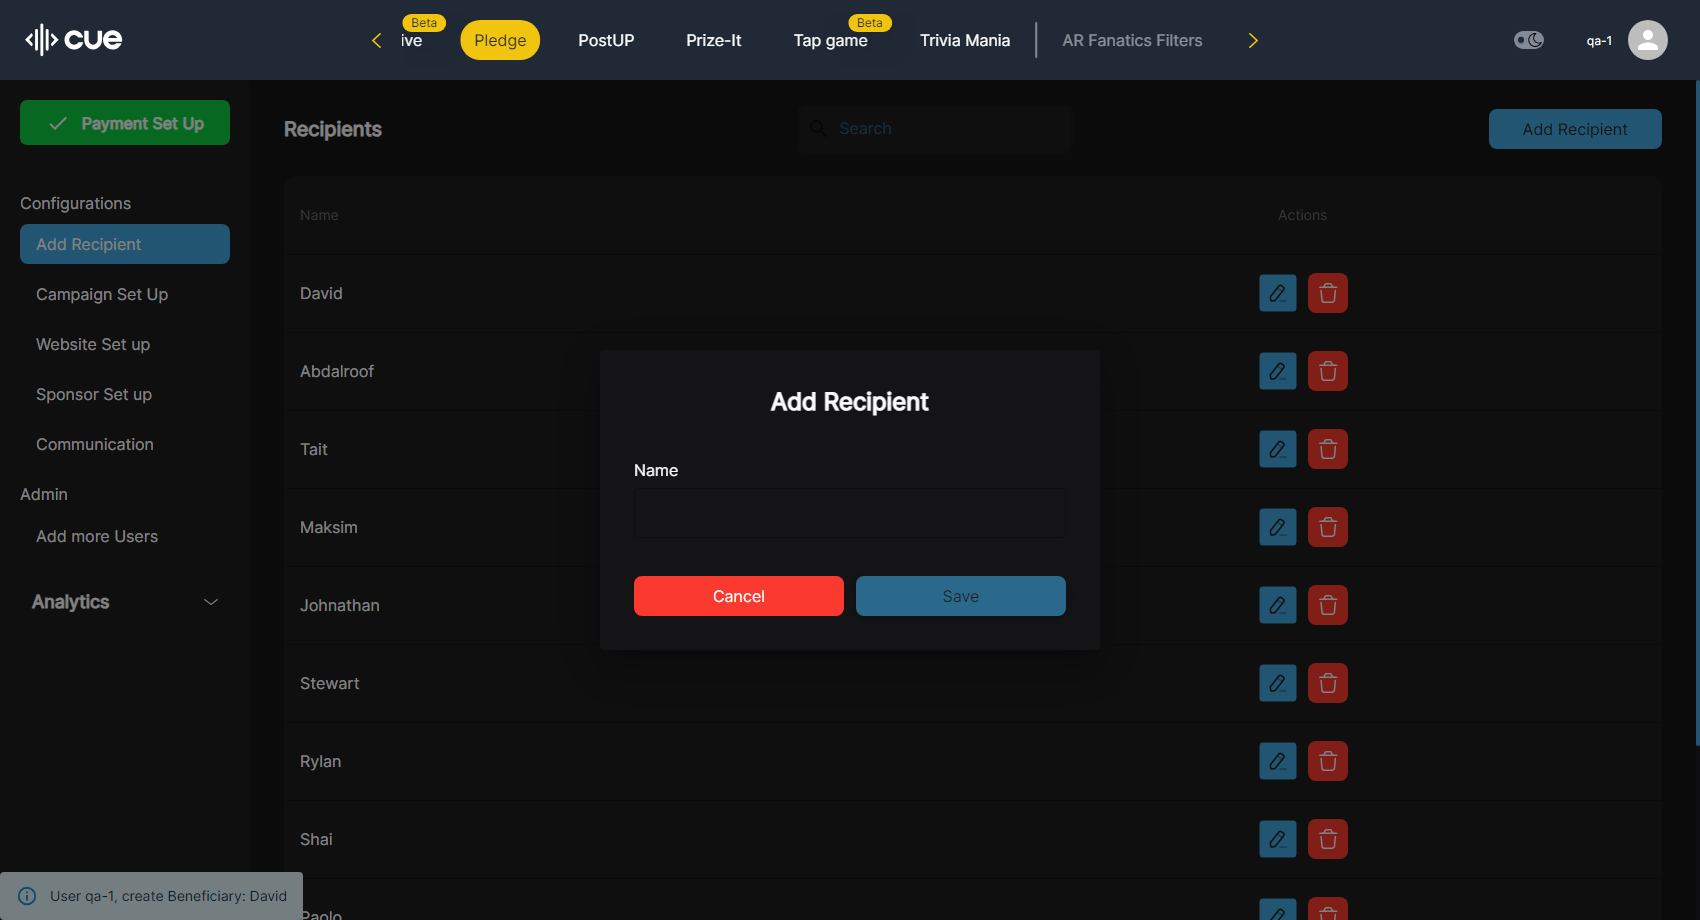 cue
Beta
ive
Pledge
PostUP
Prize-It
Beta
Tap game
Trivia Mania
AR Fanatics Filters
qa-1
Payment Set Up
Recipients
Search
Add Recipient
Configurations
Add Recipient
Campaign Set Up
Website Set up
Sponsor Set up
Communication
Admin
Add more Users
Analytics
Name
Actions
David
Abdalroof
Tait
Maksim
Johnathan
Stewart
Rylan
Shai
Paolo
Add Recipient
Name
Cancel
Save
User qa-1, create Beneficiary: David